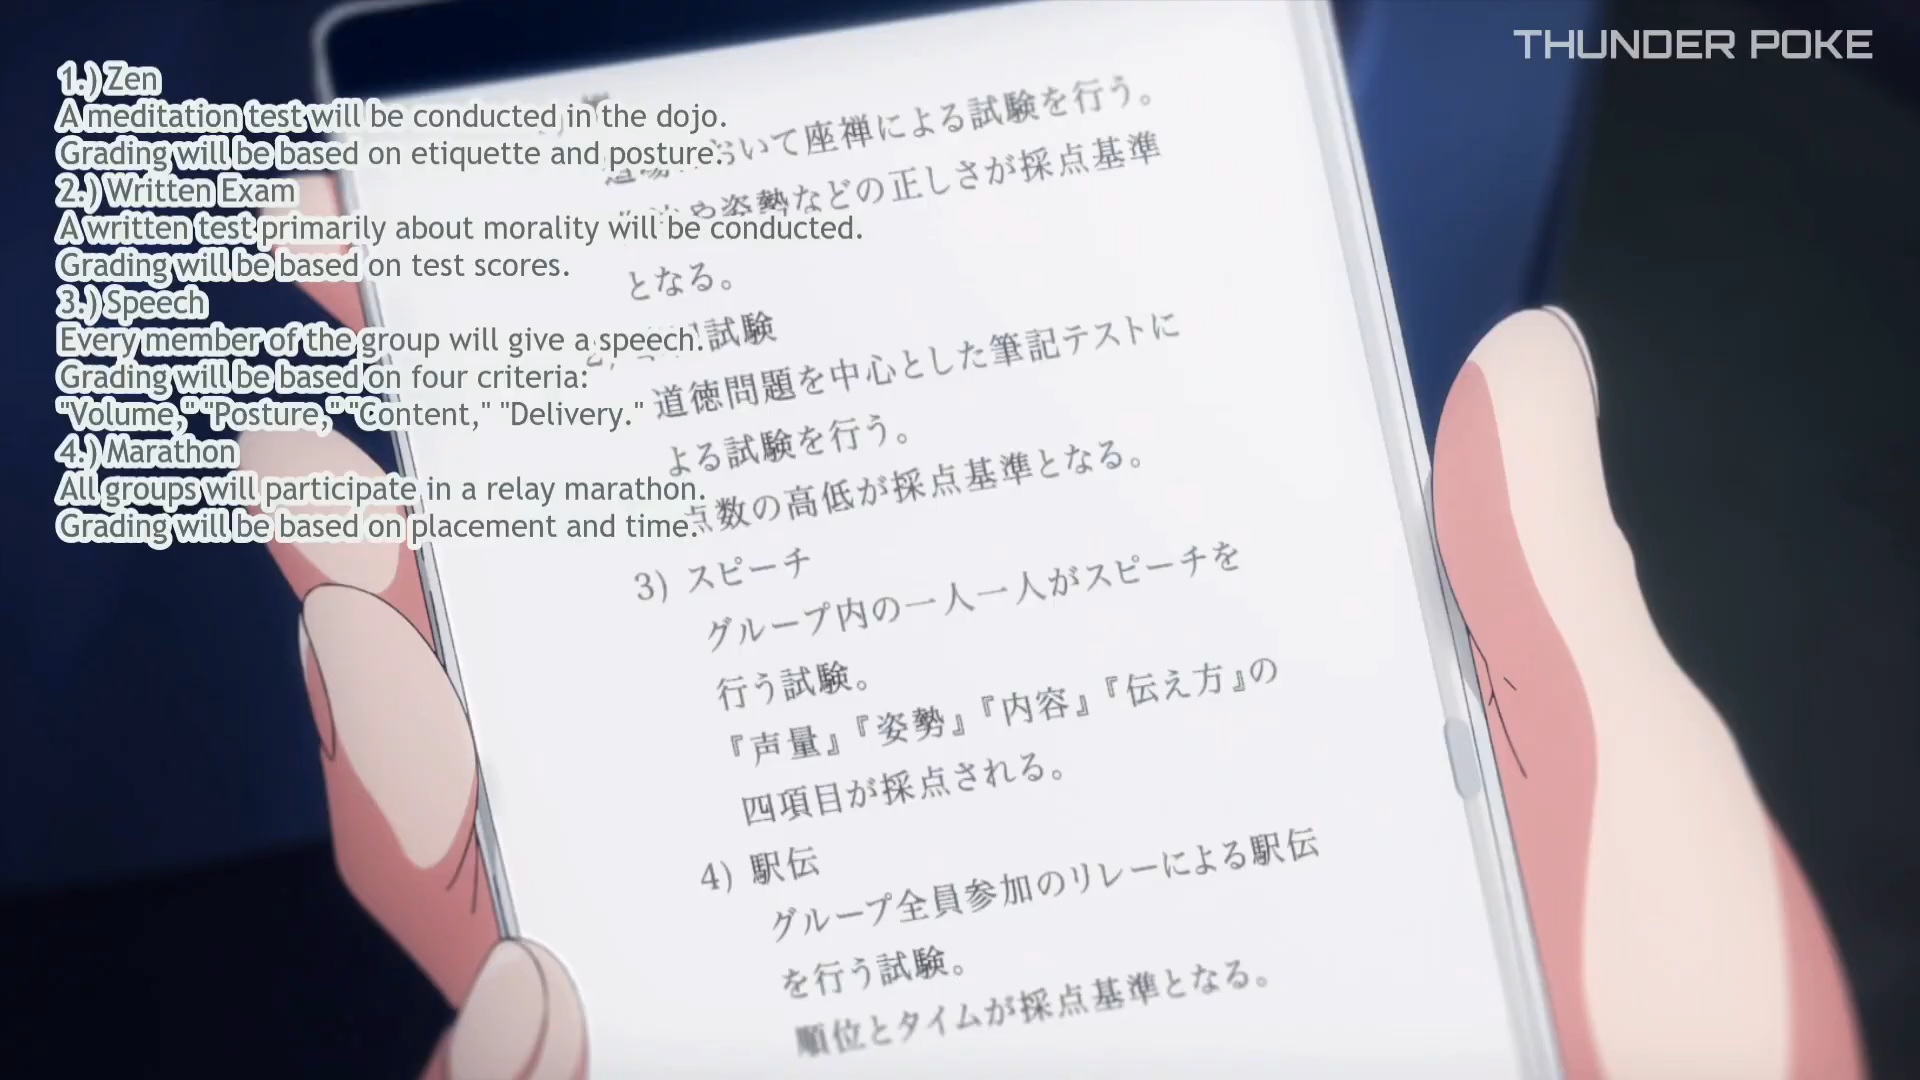 THUNDER POKE
1.) Zen
A meditation test will be conducted in the dojo.
Grading will be based on etiquette and posture.
2.) Written Exam
A written test primarily about morality will be conducted.
Grading will be based on test scores.
3.) Speech
Every member of the group will give a speech.
Grading will be based on four criteria:
"Volume," "Posture," "Content," "Delivery."
4.) Marathon
All groups will participate in a relay marathon.
Grading will be based on placement and time.
おいて座禅による試験を行う。
や姿勢などの正しさが採点基準
となる。
試験
道徳問題を中心とした筆記テストに
よる試験を行う。
点数の高低が採点基準となる。
3) スピーチ
グループ内の一人一人がスピーチを
行う試験。
『声量』『姿勢』『内容』『伝え方』の
四項目が採点される。
4) 駅伝
グループ全員参加のリレーによる駅伝
を行う試験。
順位とタイムが採点基準となる。